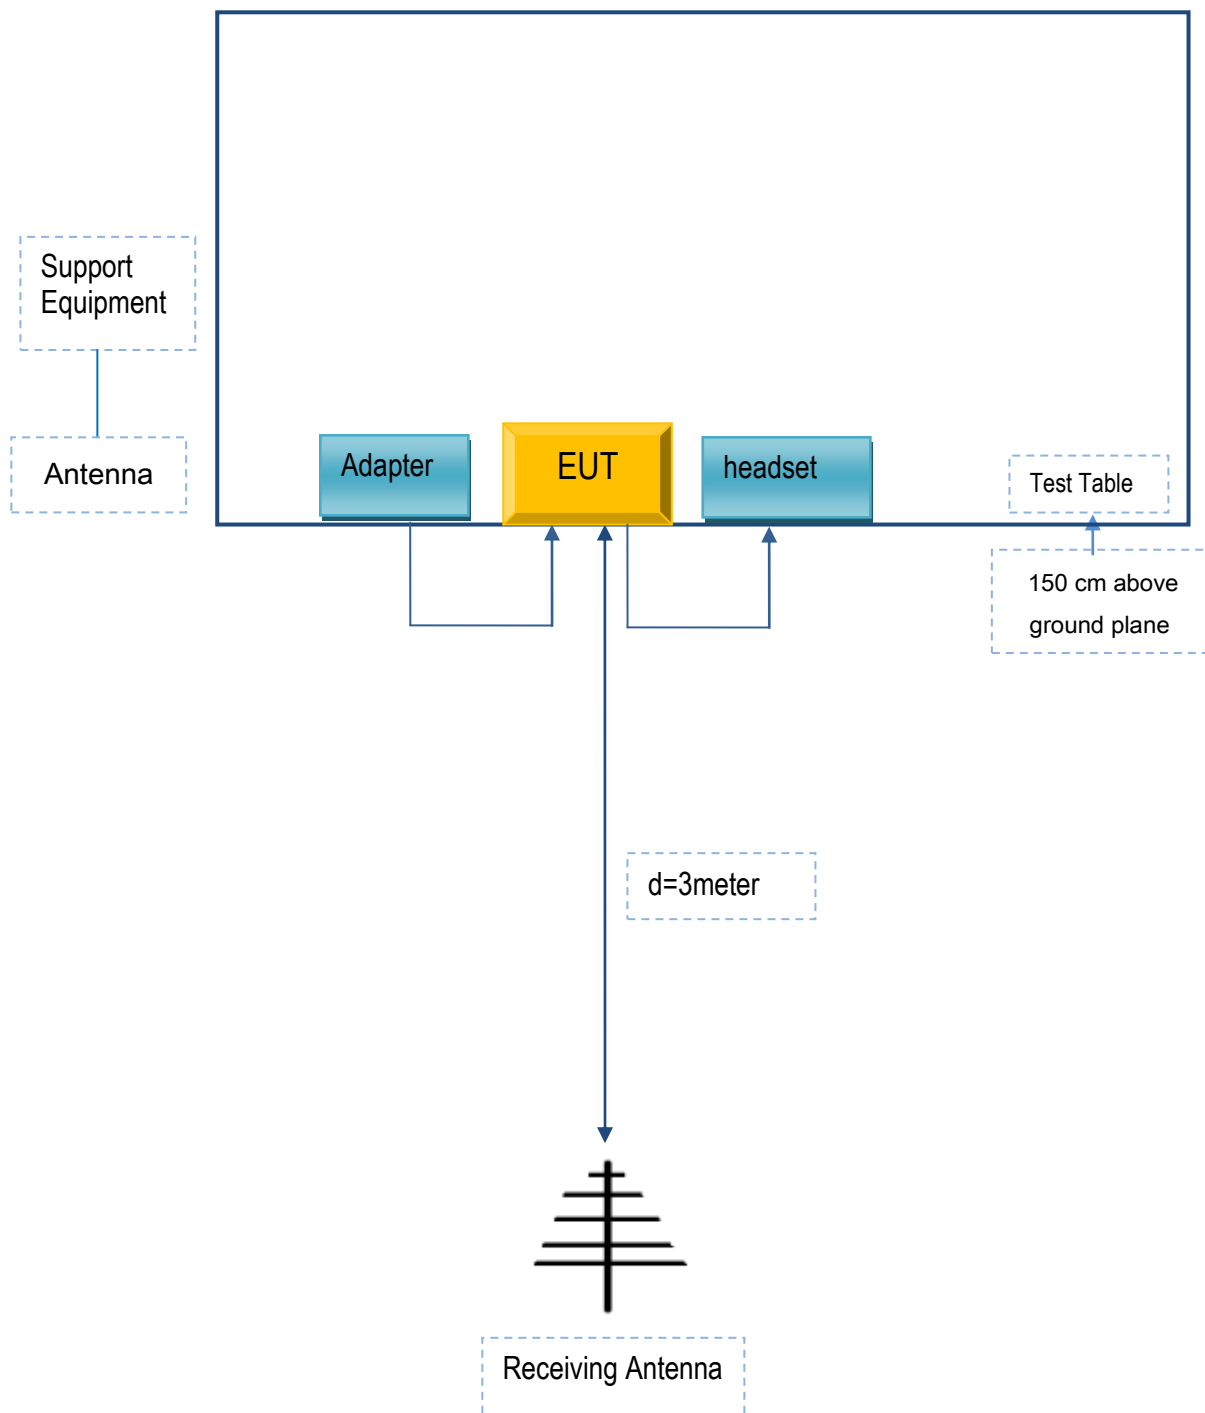 Support
Equipment
Antenna
Adapter
EUT
headset
Test Table
150 cm above
ground plane
d=3meter
Receiving Antenna